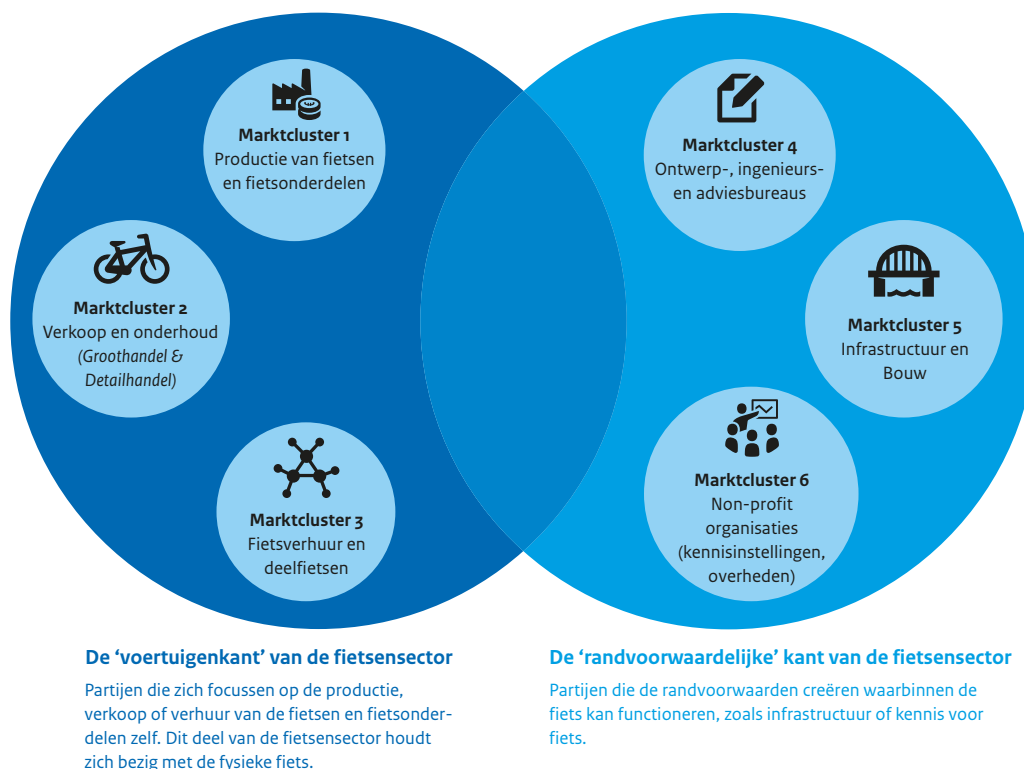 Marktcluster 1
Productie van fietsen
en fietsonderdelen
Marktcluster 2
Verkoop en onderhoud
(Groothandel &
Detailhandel)
Marktcluster 3
Fietsverhuur en
deelfietsen
Marktcluster 4
Ontwerp-, ingenieurs-
en adviesbureaus
Marktcluster 5
Infrastructuur en
Bouw
Marktcluster 6
Non-profit
organisaties
(kennisinstellingen,
overheden)
De ‘voertuigenkant’ van de fietsensector
Partijen die zich focussen op de productie,
verkoop of verhuur van de fietsen en fietsonder-
delen zelf. Dit deel van de fietsensector houdt
zich bezig met de fysieke fiets.
De ‘randvoorwaardelijke’ kant van de fietsensector
Partijen die de randvoorwaarden creëren waarbinnen de
fiets kan functioneren, zoals infrastructuur of kennis voor
fiets.